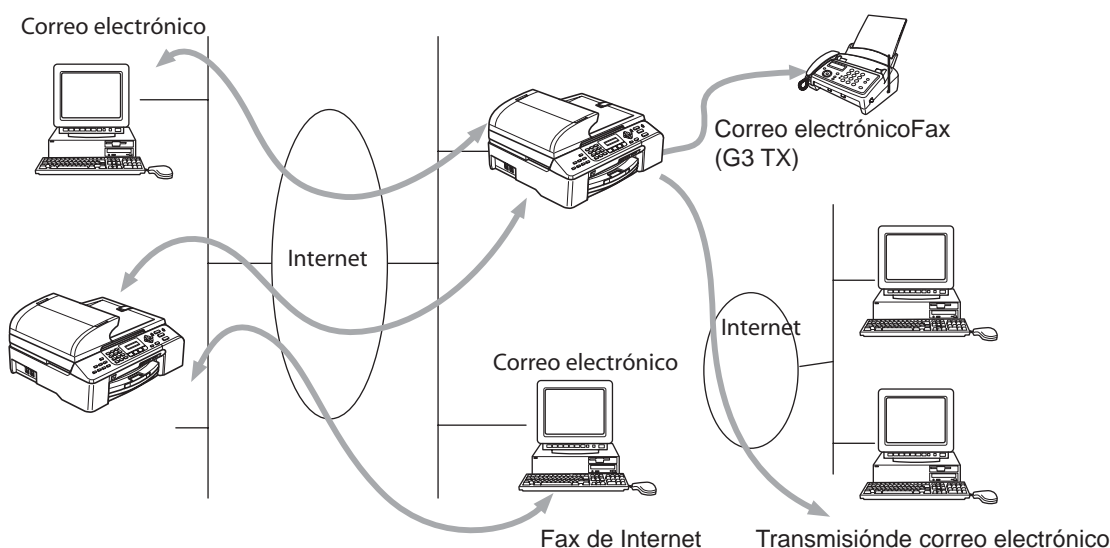 Correo electrónico
Correo electrónicoFax
(G3 TX)
Internet
Internet
Correo electrónico
Fax de Internet
Transmisiónde correo electrónico